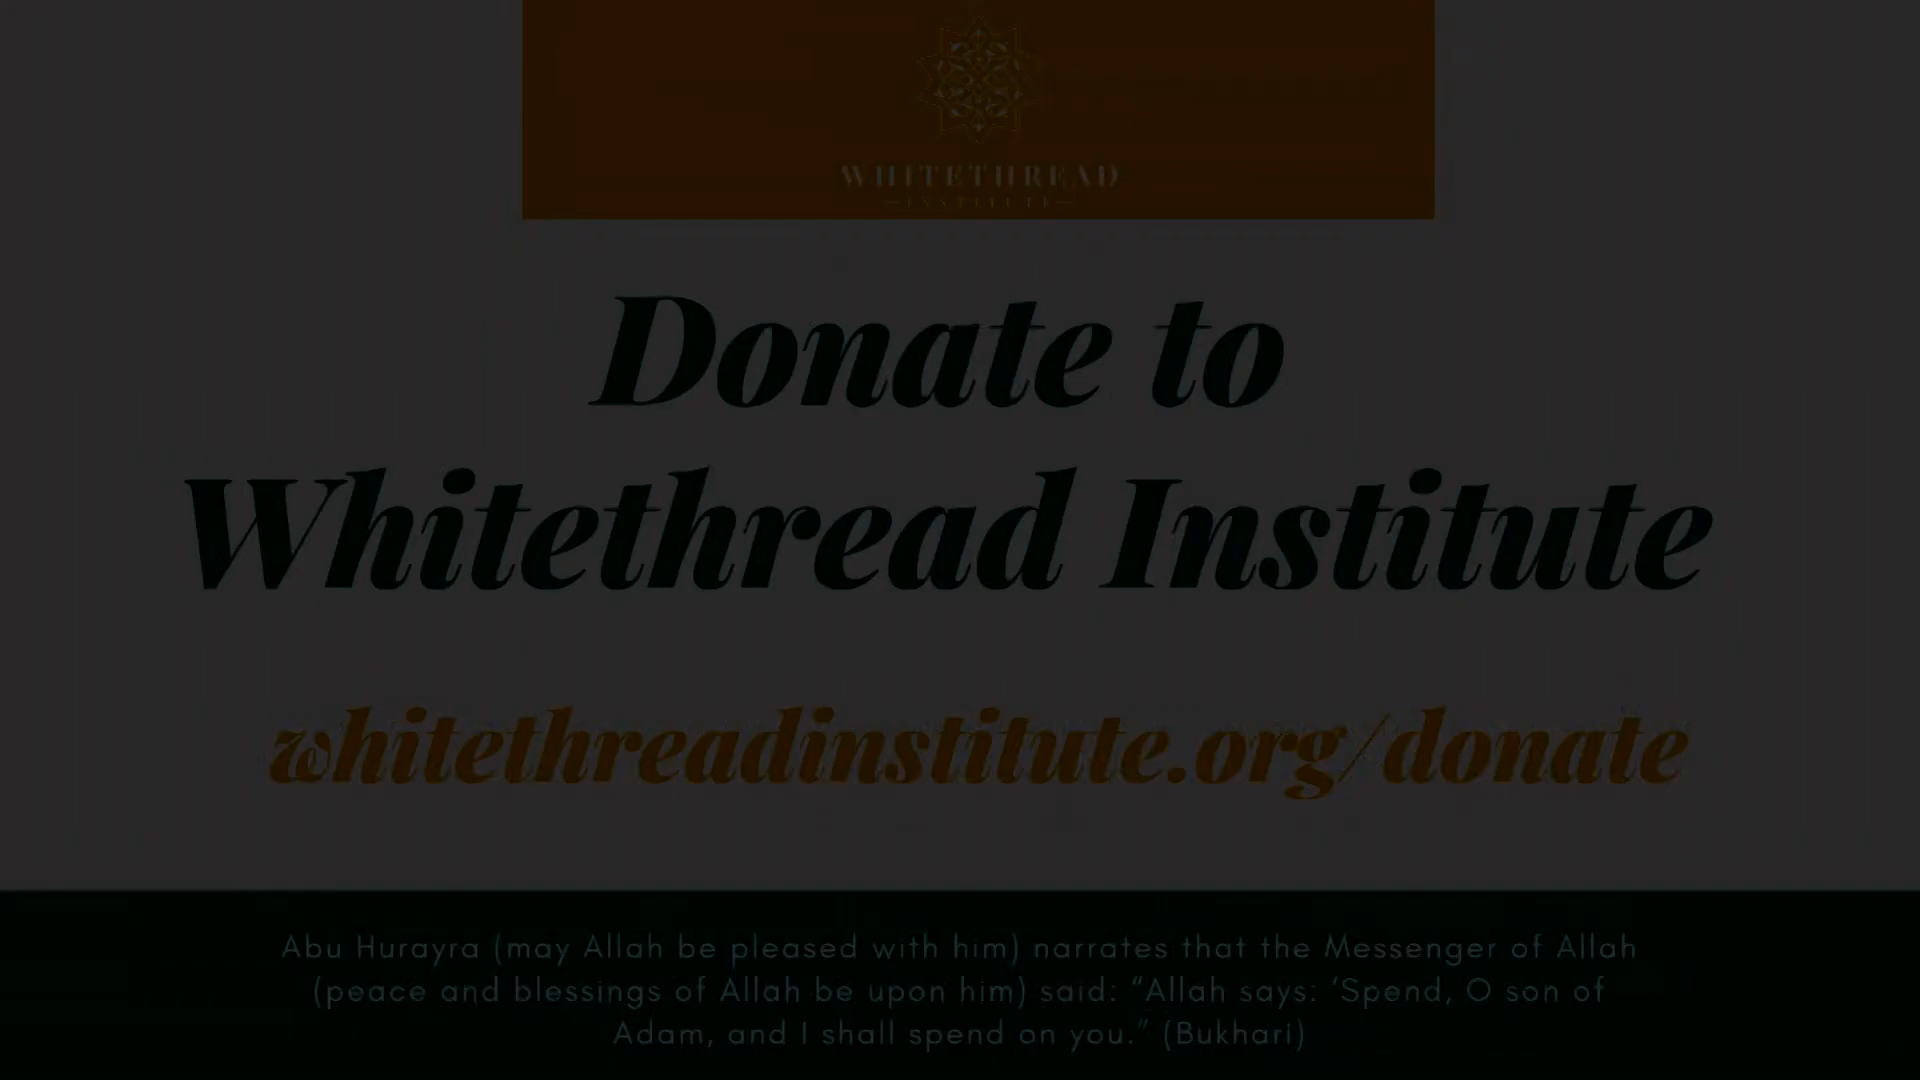 WHITETHREAD
INSTITUTE
Donate to
Whitethread Institute
whitethreadinstitute.org/donate
Abu Hurayra (may Allah be pleased with him) narrates that the Messenger of Allah
(peace and blessings of Allah be upon him) said: “Allah says: ‘Spend, O son of
Adam, and I shall spend on you.” (Bukhari)